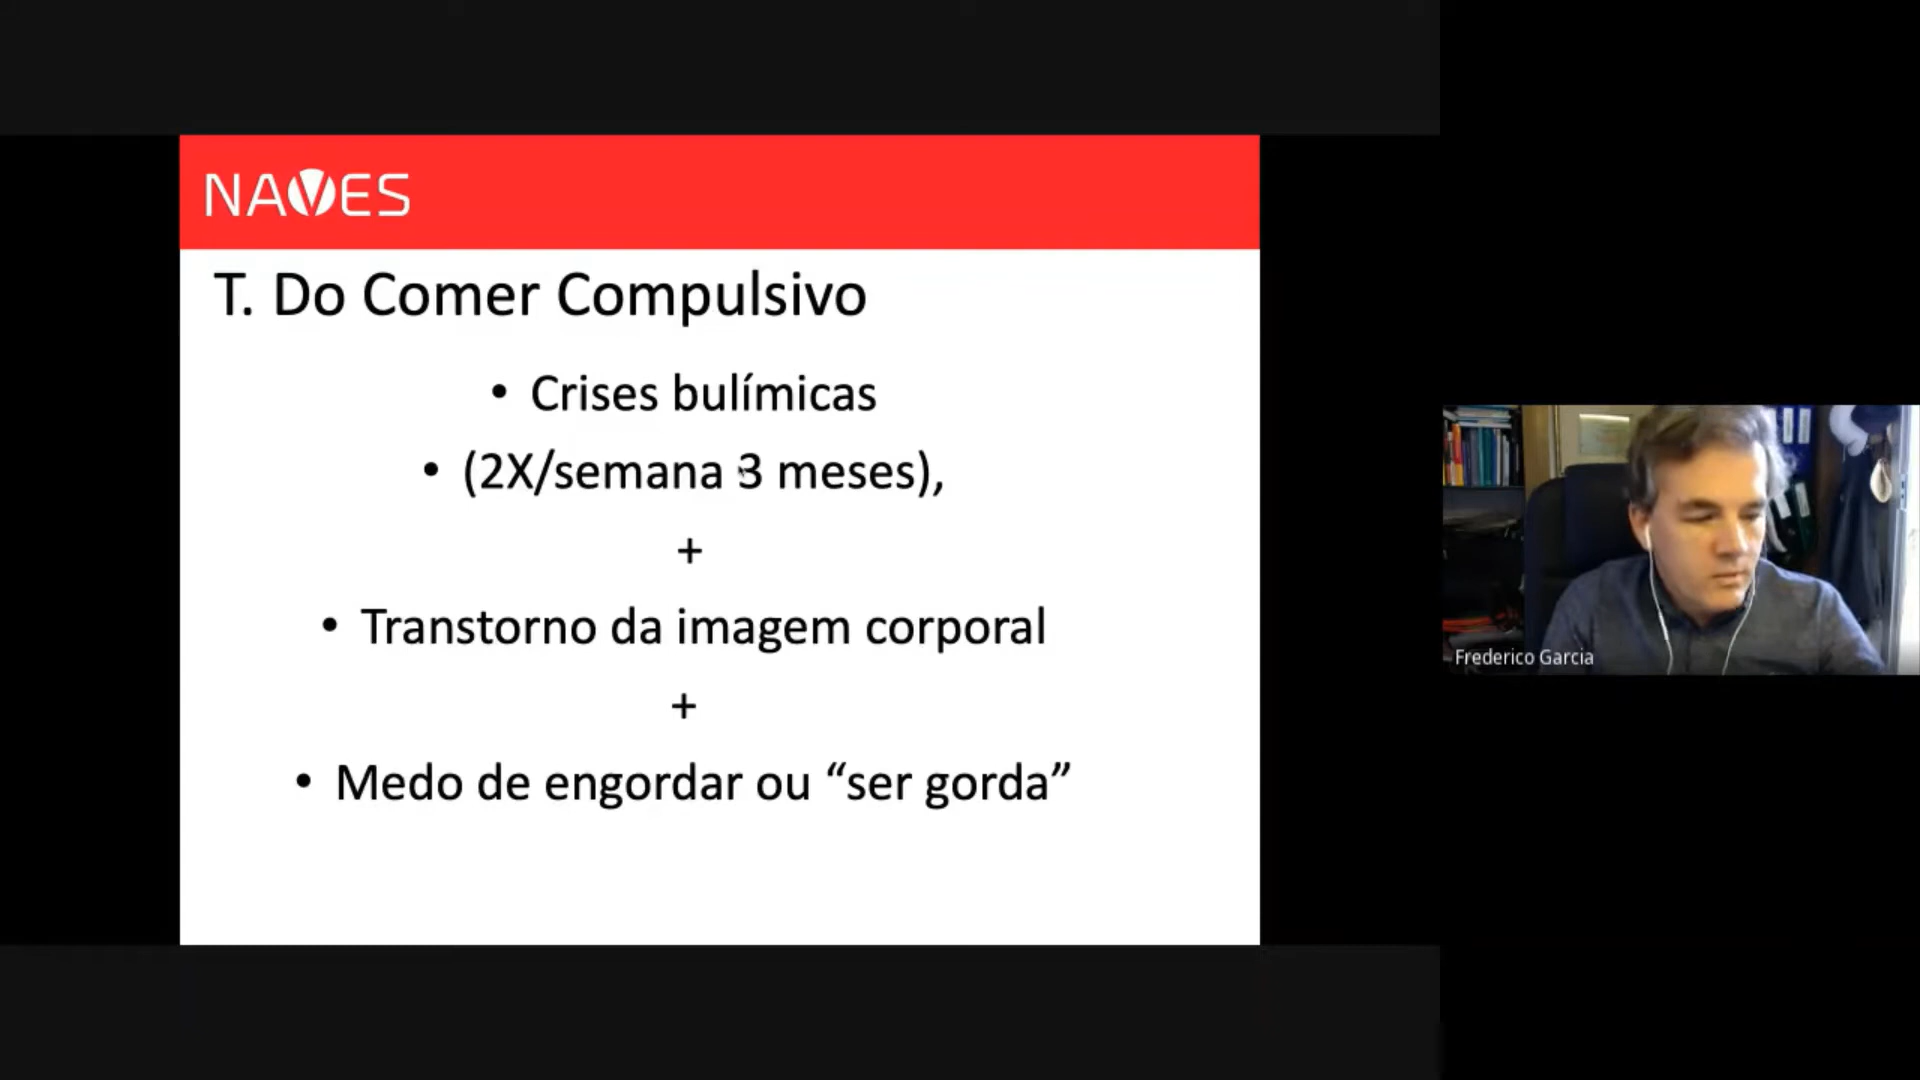 NAVES
T. Do Comer Compulsivo
• Crises bulímicas
• (2X/semana 3 meses),
+
• Transtorno da imagem corporal
+
• Medo de engordar ou “ser gorda”
Frederico Garcia